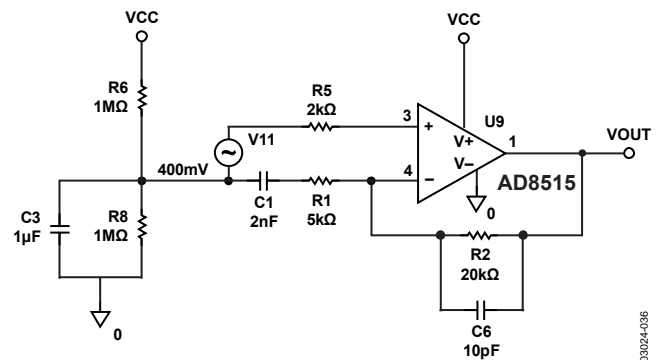 VCC
VCC
R6
1MΩ
R5
2kΩ
V11
3
+
U9
1
VOUT
V+
400mV
V–
4
–
AD8515
C1
2nF
R1
5kΩ
0
C3
1µF
R8
1MΩ
R2
20kΩ
0
C6
10pF
03024-036